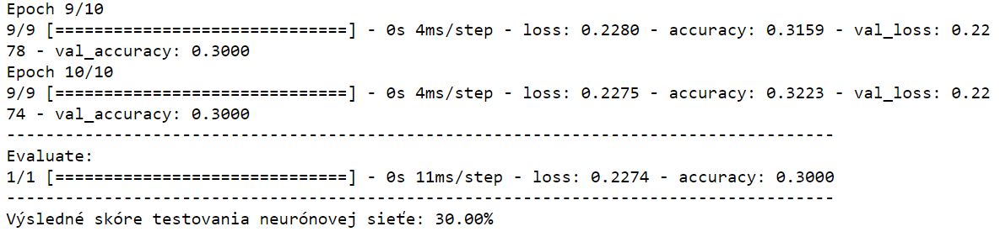 Epoch 9/10
9/9 [==============================] - 0s 4ms/step - loss: 0.2280 - accuracy: 0.3159 - val_loss: 0.22
78 - val_accuracy: 0.3000
Epoch 10/10
9/9 [==============================] - 0s 4ms/step - loss: 0.2275 - accuracy: 0.3223 - val_loss: 0.22
74 - val_accuracy: 0.3000
-------------------------------------------------------------------------------------
Evaluate:
1/1 [==============================] - 0s 11ms/step - loss: 0.2274 - accuracy: 0.3000
-------------------------------------------------------------------------------------
Výsledné skóre testovania neurónovej sieťe: 30.00%